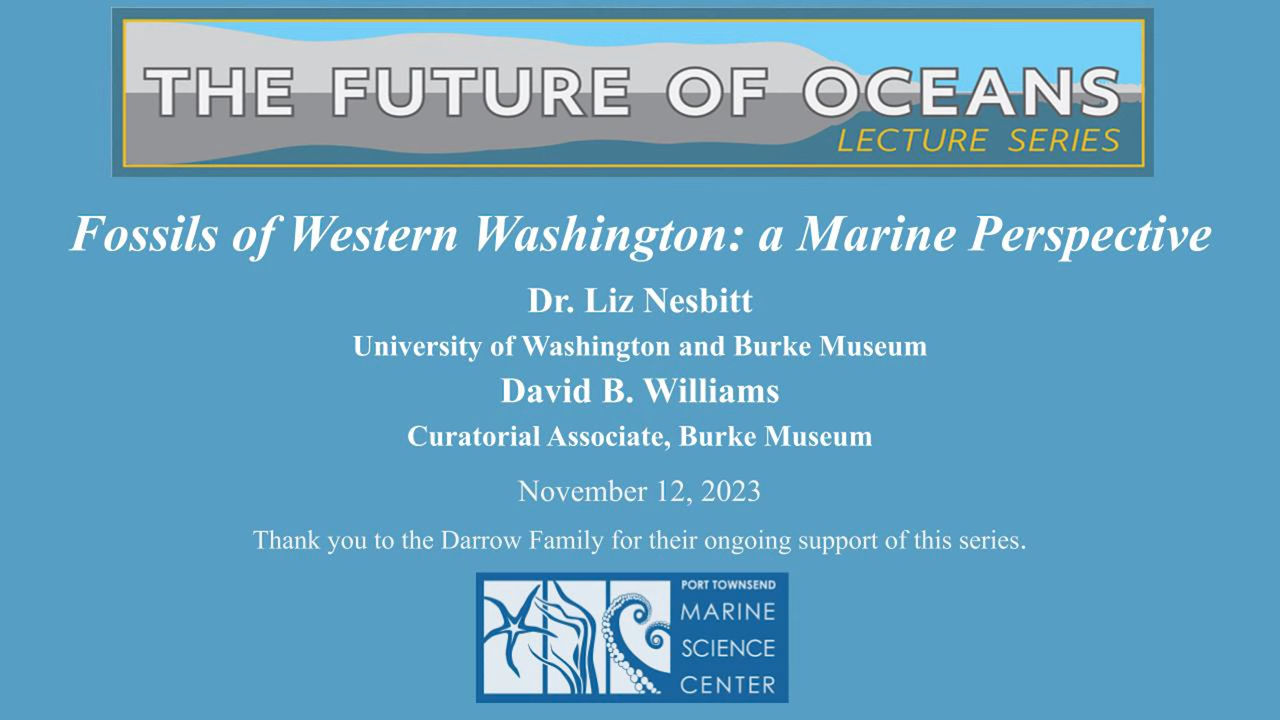 THE FUTURE OF OCEANS
LECTURE SERIES
Fossils of Western Washington: a Marine Perspective
Dr. Liz Nesbitt
University of Washington and Burke Museum
David B. Williams
Curatorial Associate, Burke Museum
November 12, 2023
Thank you to the Darrow Family for their ongoing support of this series.
PORT TOWNSEND
MARINE
SCIENCE
CENTER